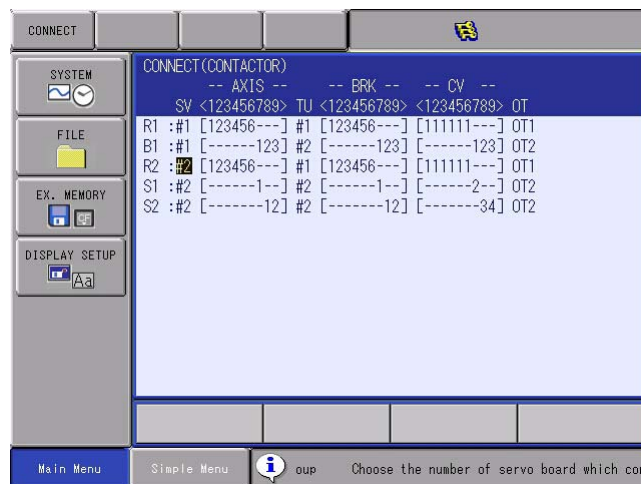 CONNECT
SYSTEM
FILE
EX. MEMORY
CF
DISPLAY SETUP
Aa
CONNECT(CONTACTOR)
-- AXIS -- -- BRK -- -- CV --
SV <123456789> TU <123456789> <123456789> OT
R1 :#1 [123456---] #1 [123456---] [111111---] OT1
B1 :#1 [------123] #2 [------123] [------123] OT2
R2 :#2 [123456---] #1 [123456---] [111111---] OT1
S1 :#2 [------1--] #2 [------1--] [------2--] OT2
S2 :#2 [-------12] #2 [-------12] [-------34] OT2
Main Menu
Simple Menu
oup Choose the number of servo board which co